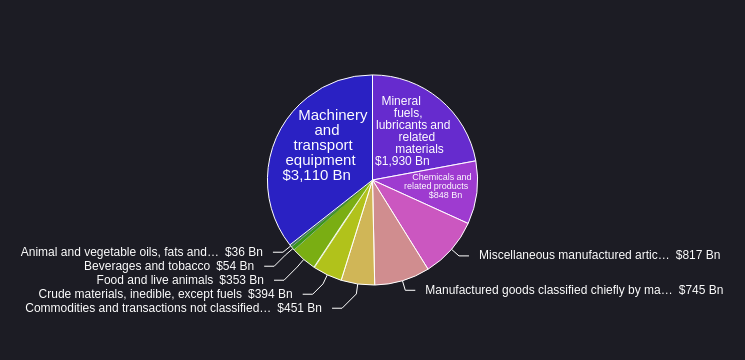 Mineral
fuels,
lubricants and
related
materials
$1,930 Bn
Machinery
and
transport
equipment
$3,110 Bn
Chemicals and
related products
$848 Bn
Animal and vegetable oils, fats and… $36 Bn
Beverages and tobacco $54 Bn
Food and live animals $353 Bn
Crude materials, inedible, except fuels $394 Bn
Commodities and transactions not classified… $451 Bn
Miscellaneous manufactured artic… $817 Bn
Manufactured goods classified chiefly by ma… $745 Bn